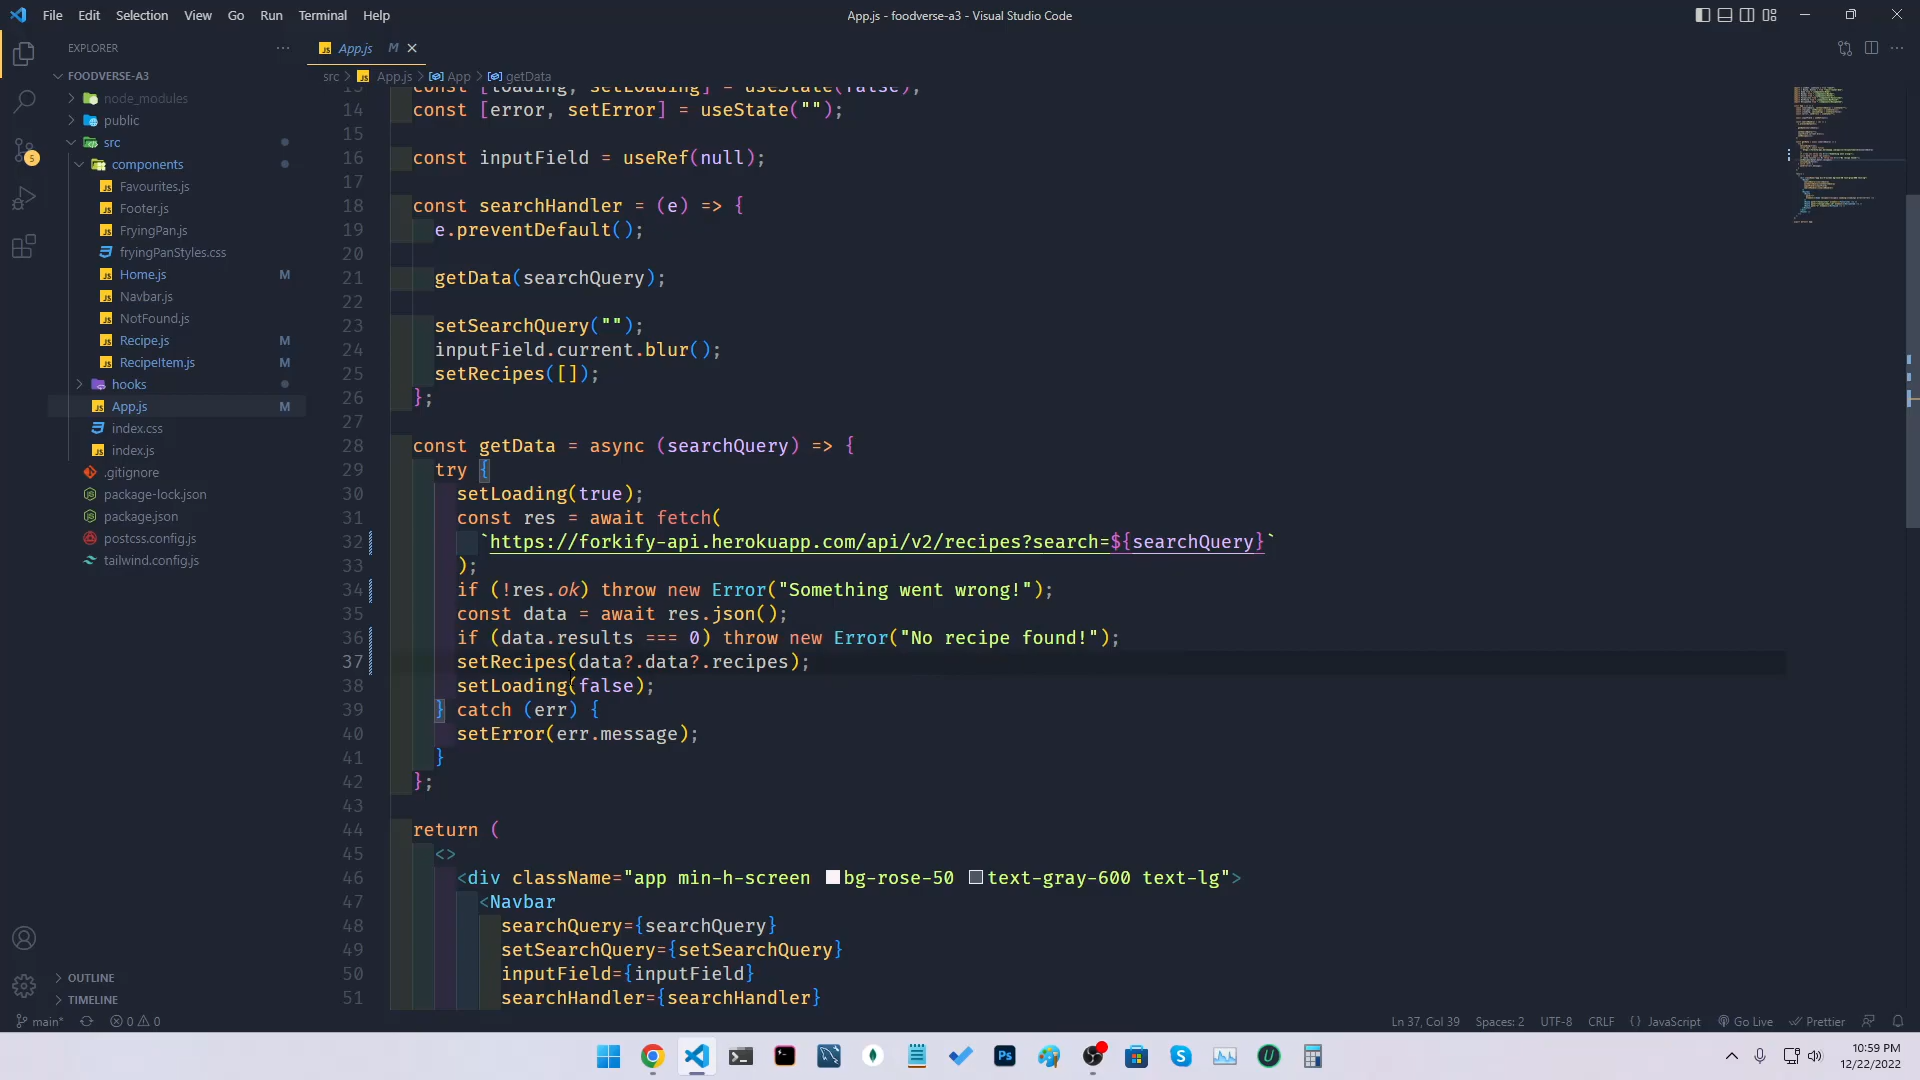 File Edit Selection View Go Run Terminal Help
App.js - foodverse-a3 - Visual Studio Code
EXPLORER
FOODVERSE-A3
node_modules
public
src
components
Favourites.js
Footer.js
FryingPan.js
fryingPanStyles.css
Home.js M
Navbar.js
NotFound.js
Recipe.js M
RecipeItem.js M
hooks
App.js M
index.css
index.js
.gitignore
package-lock.json
package.json
postcss.config.js
tailwind.config.js
OUTLINE
TIMELINE
5
App.js M
src > App.js > App > getData
13 const [loading, setLoading] = useState(false);
14 const [error, setError] = useState("");
15
16 const inputField = useRef(null);
17
18 const searchHandler = (e) => {
19 e.preventDefault();
20
21 getData(searchQuery);
22
23 setSearchQuery("");
24 inputField.current.blur();
25 setRecipes([]);
26 };
27
28 const getData = async (searchQuery) => {
29 try {
30 setLoading(true);
31 const res = await fetch(
32 `https://forkify-api.herokuapp.com/api/v2/recipes?search=${searchQuery}`
33 );
34 if (!res.ok) throw new Error("Something went wrong!");
35 const data = await res.json();
36 if (data.results === 0) throw new Error("No recipe found!");
37 setRecipes(data?.data?.recipes);
38 setLoading(false);
39 } catch (err) {
40 setError(err.message);
41 }
42 };
43
44 return (
45 <>
46 <div className="app min-h-screen bg-rose-50 text-gray-600 text-lg">
47 <Navbar
48 searchQuery={searchQuery}
49 setSearchQuery={setSearchQuery}
50 inputField={inputField}
51 searchHandler={searchHandler}
main* 0 0
Ln 37, Col 39 Spaces: 2 UTF-8 CRLF {} JavaScript Go Live Prettier
Ps
S
U
10:59 PM
12/22/2022